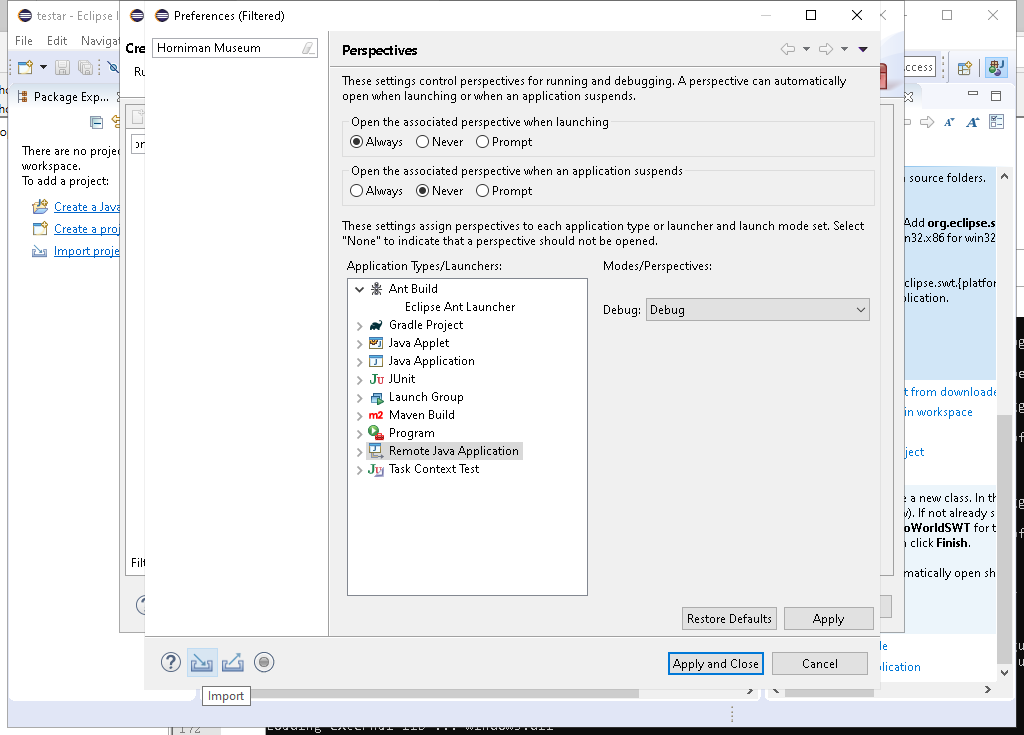 testar - Eclipse I
Preferences (Filtered)
File Edit Navigat
Cre
Horniman Museum
Perspectives
Ru
ccess
These settings control perspectives for running and debugging. A perspective can automatically
open when launching or when an application suspends.
Package Exp...
Open the associated perspective when launching
Always Never Prompt
There are no projec
workspace.
To add a project:
Open the associated perspective when an application suspends
source folders.
Always Never Prompt
Create a Java
Create a proj
Import proje
These settings assign perspectives to each application type or launcher and launch mode set. Select
"None" to indicate that a perspective should not be opened.
Add org.eclipse.s
n32.x86 for win32
Application Types/Launchers:
Modes/Perspectives:
clipse.swt.{platfor
lication.
Ant Build
Eclipse Ant Launcher
Debug: Debug
Gradle Project
Java Applet
Java Application
JUnit
Launch Group
Maven Build
Program
Remote Java Application
Task Context Test
t from downloade
in workspace
ject
e a new class. In th
v). If not already s
oWorldSWT for t
n click Finish.
Filt
matically open sh
Restore Defaults Apply
le
lication
Apply and Close Cancel
Import
172
Loading external lib ... windows.dll